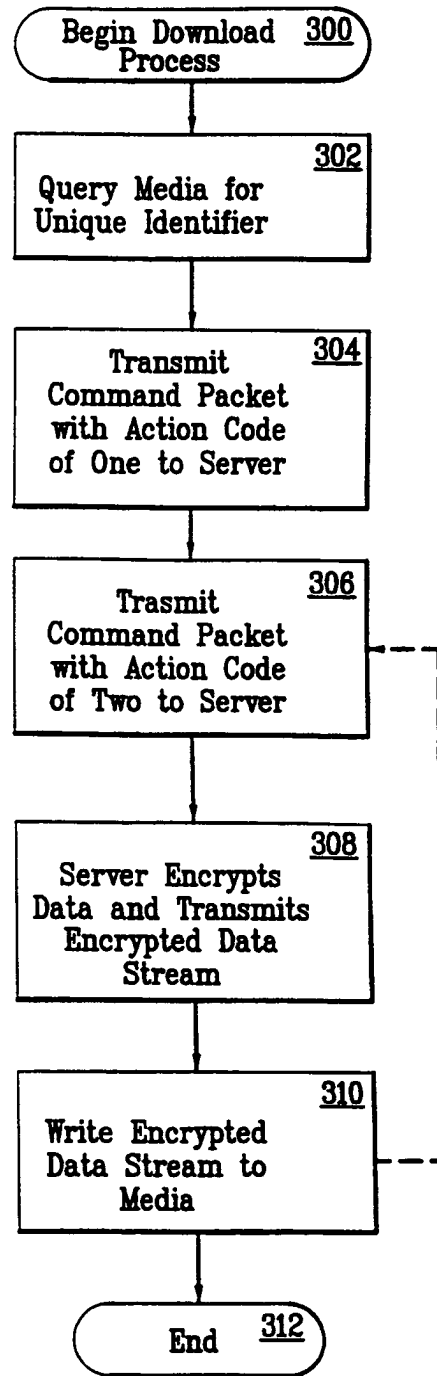 Begin Download 300
Process
302
Query Media for
Unique Identifier
304
Transmit
Command Packet
with Action Code
of One to Server
306
Trasmit
Command Packet
with Action Code
of Two to Server
308
Server Encrypts
Data and Transmits
Encrypted Data
Stream
310
Write Encrypted
Data Stream to
Media
End 312